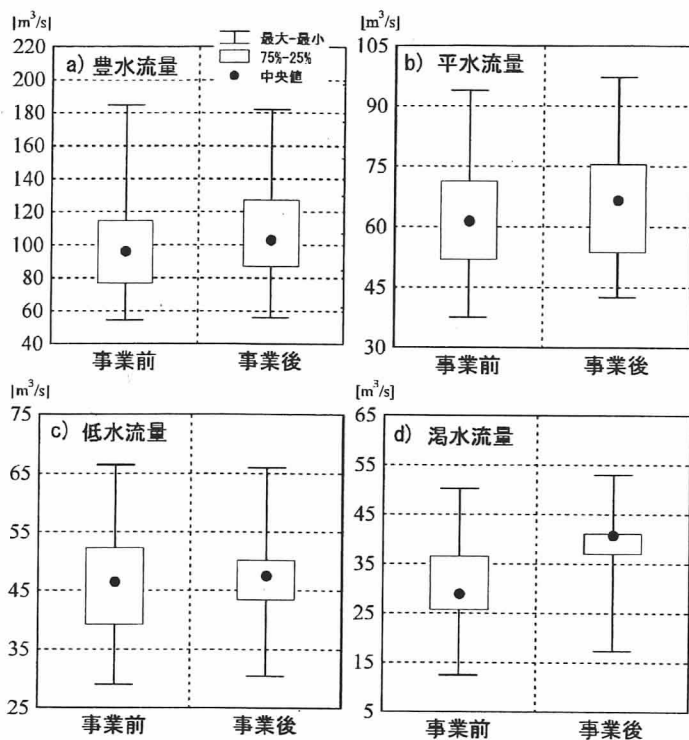 [m³/s]
220
200
180
160
140
120
100
80
60
40
a) 豊水流量
最大-最小
75%-25%
中央値
事業前
事業後
[m³/s]
105
90
75
60
45
30
b) 平水流量
事業前
事業後
[m³/s]
75
65
55
45
35
25
c) 低水流量
事業前
事業後
[m³/s]
65
55
45
35
25
15
5
d) 渇水流量
事業前
事業後